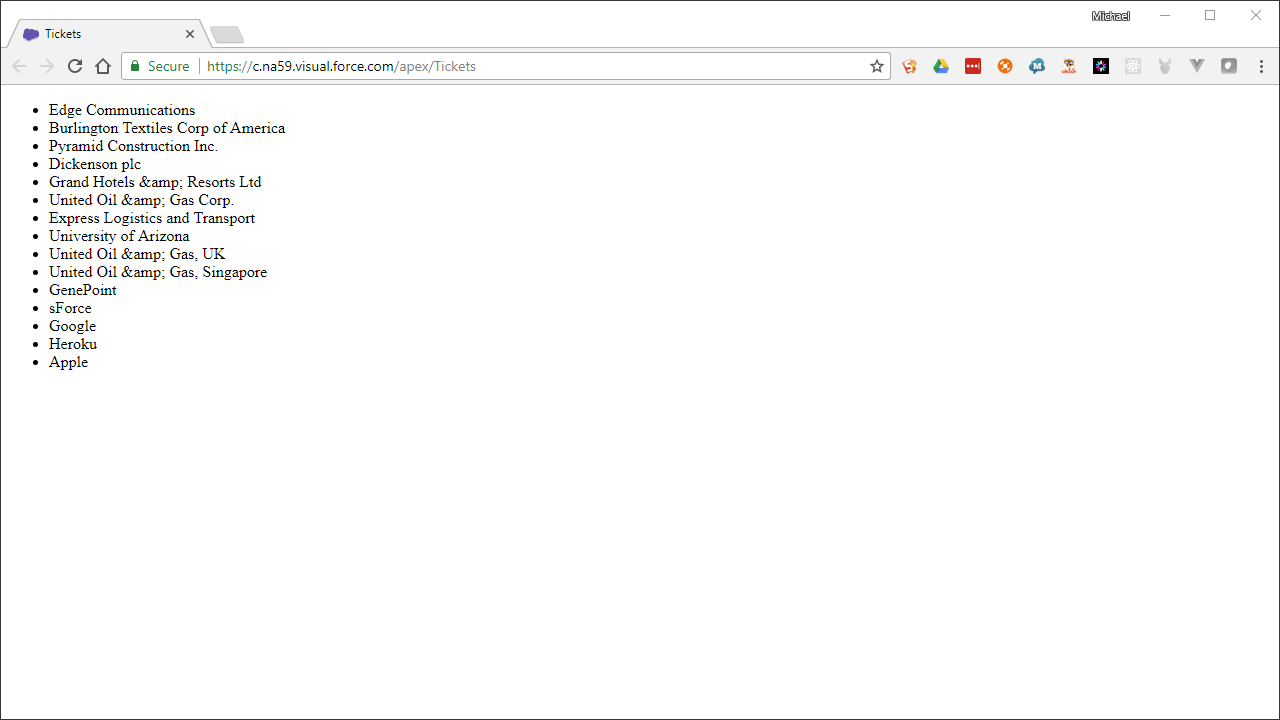 Michael
Tickets
Secure https://c.na59.visual.force.com/apex/Tickets
Edge Communications
Burlington Textiles Corp of America
Pyramid Construction Inc.
Dickenson plc
Grand Hotels &amp; Resorts Ltd
United Oil &amp; Gas Corp.
Express Logistics and Transport
University of Arizona
United Oil &amp; Gas, UK
United Oil &amp; Gas, Singapore
GenePoint
sForce
Google
Heroku
Apple